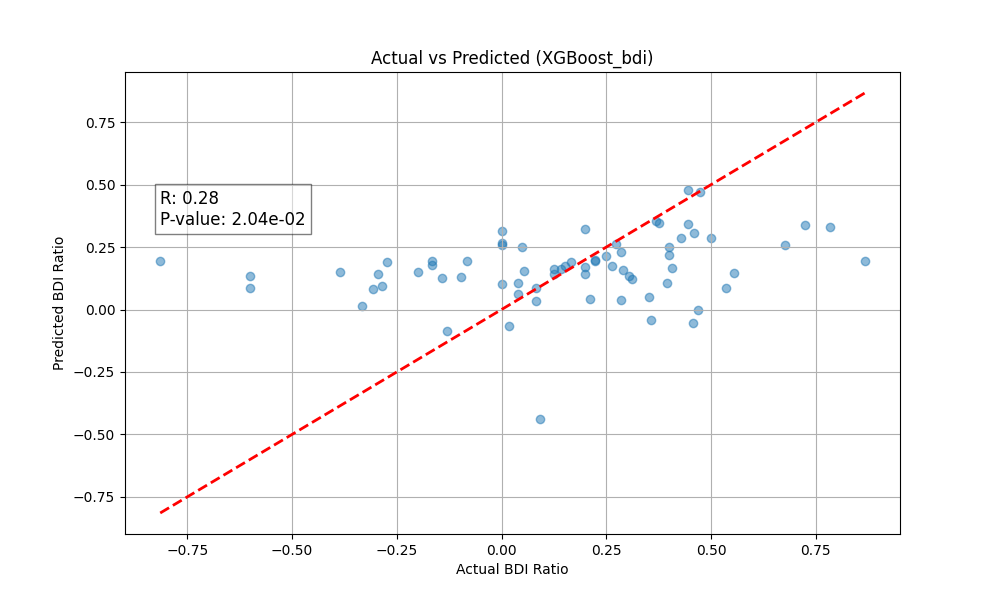 Actual vs Predicted (XGBoost_bdi)
0.75
0.50
0.25
0.00
−0.25
−0.50
−0.75
R: 0.28
P-value: 2.04e-02
Predicted BDI Ratio
−0.75
−0.50
−0.25
0.00
0.25
0.50
0.75
Actual BDI Ratio